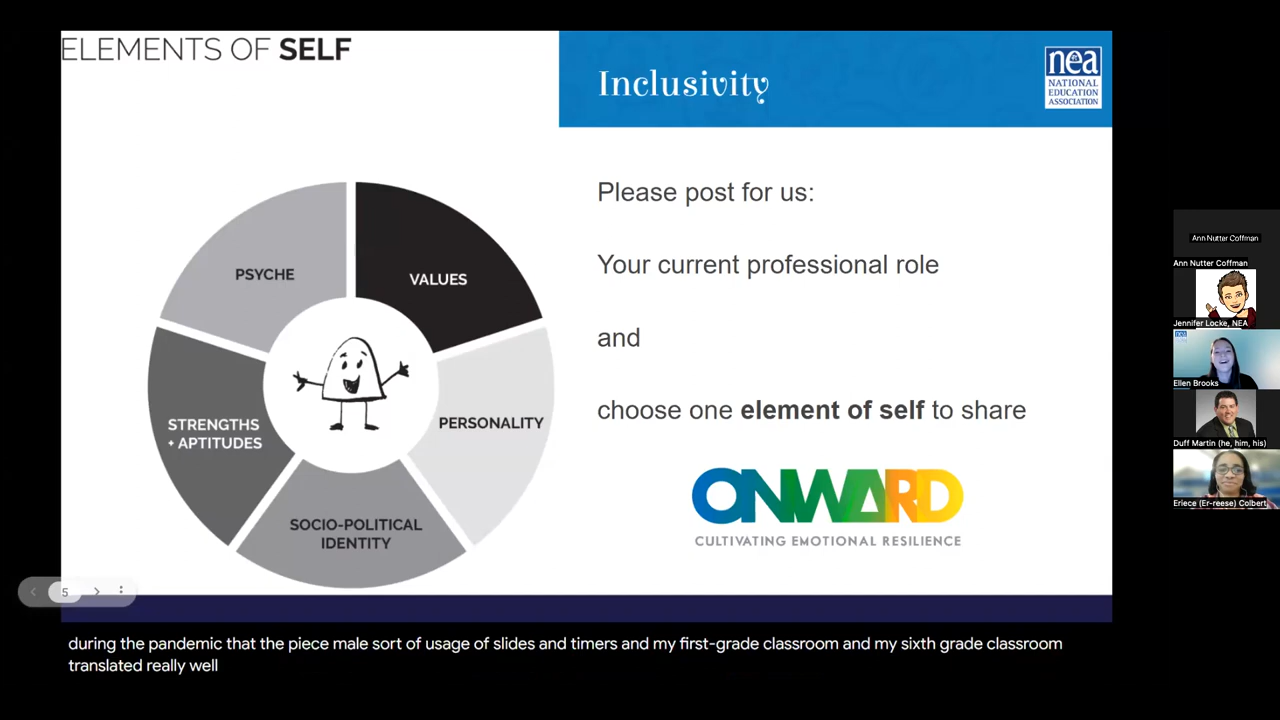 ELEMENTS OF SELF
Inclusivity
nea
NATIONAL
EDUCATION
ASSOCIATION
PSYCHE
VALUES
STRENGTHS
+ APTITUDES
PERSONALITY
SOCIO-POLITICAL
IDENTITY
Please post for us:
Your current professional role
and
choose one element of self to share
ONWARD
CULTIVATING EMOTIONAL RESILIENCE
5
during the pandemic that the piece male sort of usage of slides and timers and my first-grade classroom and my sixth grade classroom
translated really well
Ann Nutter Coffman
Ann Nutter Coffman
Jennifer Locke, NEA
nea
Ellen Brooks
Duff Martin (he, him, his)
Eriece (Er-reese) Colbert